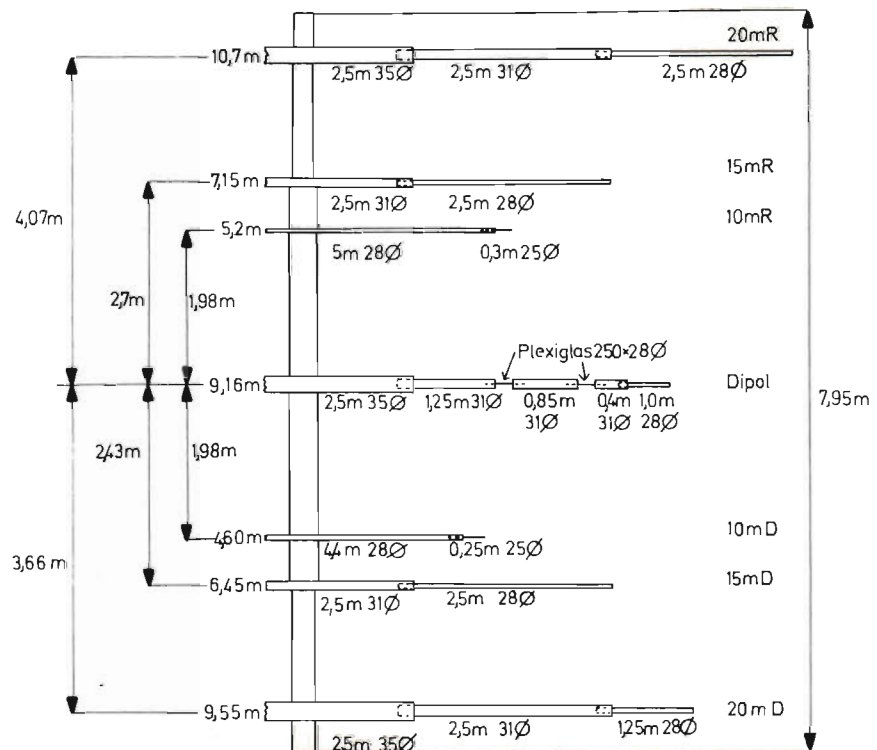 20mR
10,7m
2,5m 35Ø 2,5m 31Ø 2,5m 28Ø
15mR
7,15m
2,5m 31Ø 2,5m 28Ø
10mR
4,07m
5,2m
5m 28Ø 0,3m 25Ø
2,7m
1,98m
Plexiglas 250×28Ø
9,16m
Dipol
2,5m 35Ø 1,25m 31Ø 0,85m 31Ø 0,4m 31Ø 1,0m 28Ø
7,95m
2,43m
1,98m
4,60m
10mD
4,4m 28Ø 0,25m 25Ø
3,66m
6,45m
15mD
2,5m 31Ø 2,5m 28Ø
9,55m
20mD
2,5m 31Ø 1,25m 28Ø
2,5m 35Ø